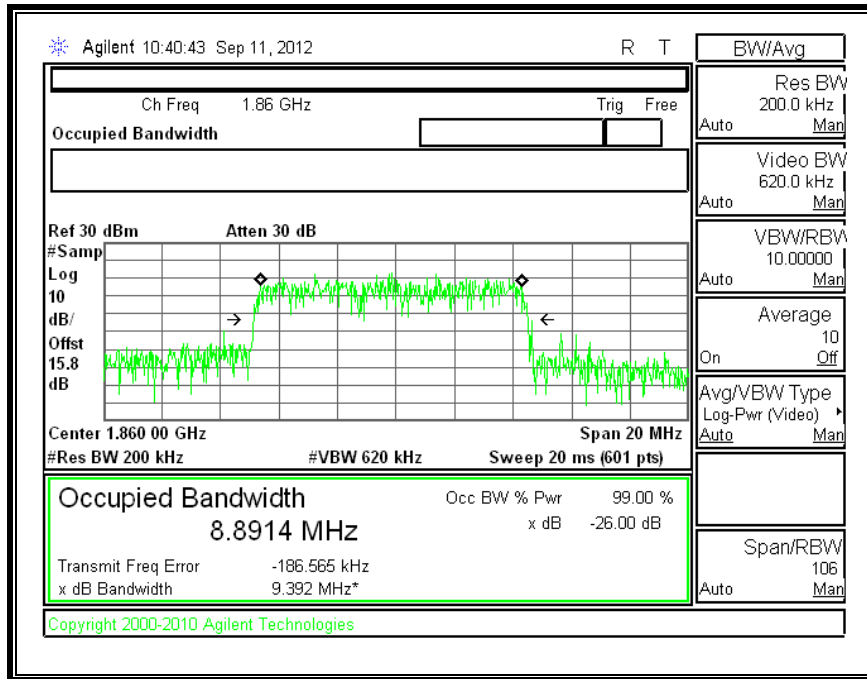 Agilent 10:40:43 Sep 11, 2012 R T
Ch Freq 1.86 GHz Trig Free
Occupied Bandwidth
Ref 30 dBm Atten 30 dB
#Samp
Log
10
dB/
Offst
15.8
dB
Center 1.860 00 GHz Span 20 MHz
#Res BW 200 kHz #VBW 620 kHz Sweep 20 ms (601 pts)
Occupied Bandwidth Occ BW % Pwr 99.00 %
8.8914 MHz x dB -26.00 dB
Transmit Freq Error -186.565 kHz
x dB Bandwidth 9.392 MHz*
Copyright 2000-2010 Agilent Technologies
BW/Avg
Res BW
200.0 kHz
Auto Man
Video BW
620.0 kHz
Auto Man
VBW/RBW
10.00000
Auto Man
Average
10
On Off
Avg/VBW Type
Log-Pwr (Video)
Auto Man
Span/RBW
106
Auto Man